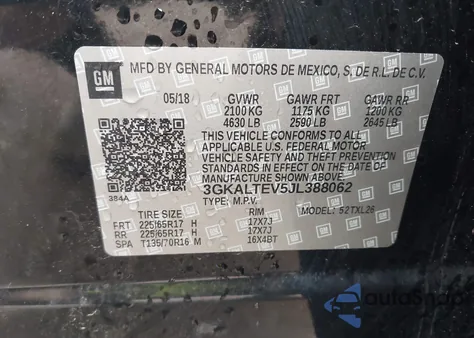 GM MFD BY GENERAL MOTORS DE MEXICO, S. DE R.L. DE C.V.
05/18 GVWR GAWR FRT GAWR RR
2100 KG 1175 KG 1200 KG
4630 LB 2590 LB 2645 LB
THIS VEHICLE CONFORMS TO ALL
APPLICABLE U.S. FEDERAL MOTOR
VEHICLE SAFETY AND THEFT
PREVENTION STANDARDS IN EFFECT ON
THE DATE OF MANUFACTURE SHOWN ABOVE.
3GKALTEV5JL388062
384A TYPE: M.P.V. MODEL: 52TXL26
RIM
FRT 225/65R17 H 17X7J
RR 225/65R17 H 17X7J
SPA T135/70R16 M 16X4BT
autoSnap